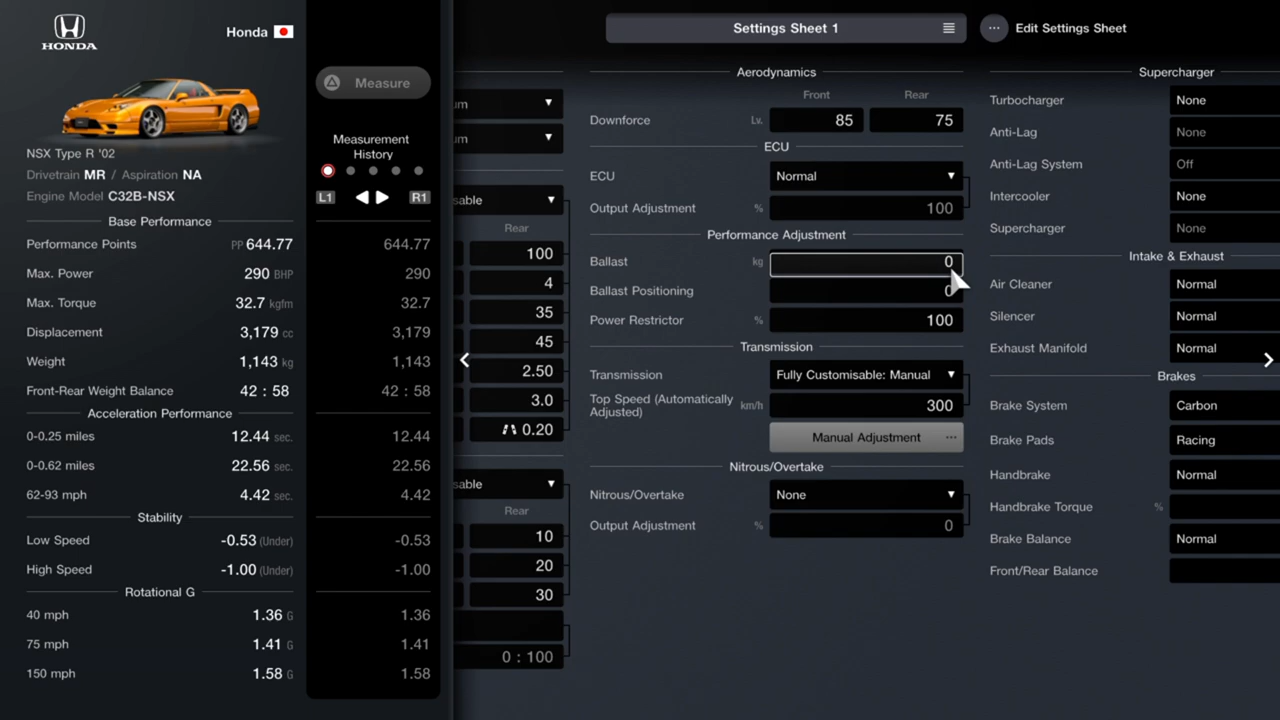 HONDA
Honda
NSX Type R '02
Drivetrain MR / Aspiration NA
Engine Model C32B-NSX
Base Performance
Performance Points PP 644.77
Max. Power 290 BHP
Max. Torque 32.7 kgfm
Displacement 3,179 cc
Weight 1,143 kg
Front-Rear Weight Balance 42 : 58
Acceleration Performance
0-0.25 miles 12.44 sec.
0-0.62 miles 22.56 sec.
62-93 mph 4.42 sec.
Stability
Low Speed -0.53 (Under)
High Speed -1.00 (Under)
Rotational G
40 mph 1.36 G
75 mph 1.41 G
150 mph 1.58 G
Measure
Measurement
History
L1 R1
644.77
290
32.7
3,179
1,143
42 : 58
12.44
22.56
4.42
-0.53
-1.00
1.36
1.41
1.58
Settings Sheet 1
Edit Settings Sheet
um
um
sable
Rear
100
4
35
45
2.50
3.0
0.20
sable
Rear
10
20
30
0 : 100
Aerodynamics
Front Rear
Downforce Lv. 85 75
ECU
ECU Normal
Output Adjustment % 100
Performance Adjustment
Ballast kg 0
Ballast Positioning 0
Power Restrictor % 100
Transmission
Transmission Fully Customisable: Manual
Top Speed (Automatically
Adjusted) km/h 300
Manual Adjustment
Nitrous/Overtake
Nitrous/Overtake None
Output Adjustment % 0
Supercharger
Turbocharger None
Anti-Lag None
Anti-Lag System Off
Intercooler None
Supercharger None
Intake & Exhaust
Air Cleaner Normal
Silencer Normal
Exhaust Manifold Normal
Brakes
Brake System Carbon
Brake Pads Racing
Handbrake Normal
Handbrake Torque %
Brake Balance Normal
Front/Rear Balance